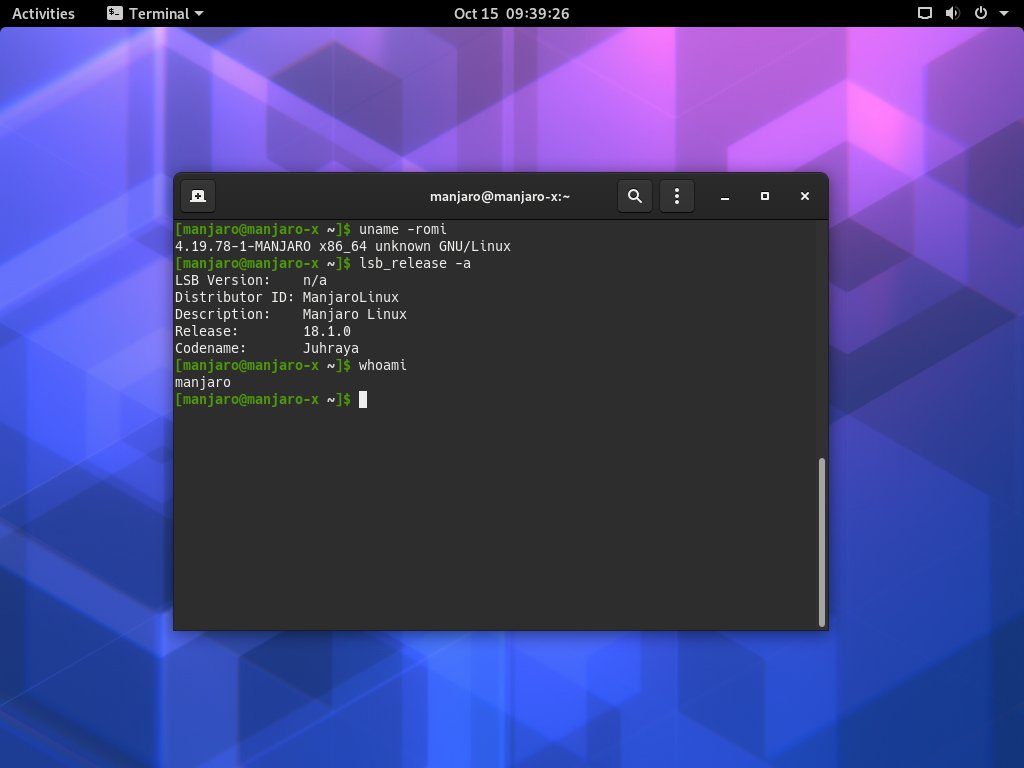 Activities Terminal Oct 15 09:39:26
manjaro@manjaro-x:~
[manjaro@manjaro-x ~]$ uname -romi
4.19.78-1-MANJARO x86_64 unknown GNU/Linux
[manjaro@manjaro-x ~]$ lsb_release -a
LSB Version:    n/a
Distributor ID: ManjaroLinux
Description:    Manjaro Linux
Release:        18.1.0
Codename:       Juhraya
[manjaro@manjaro-x ~]$ whoami
manjaro
[manjaro@manjaro-x ~]$